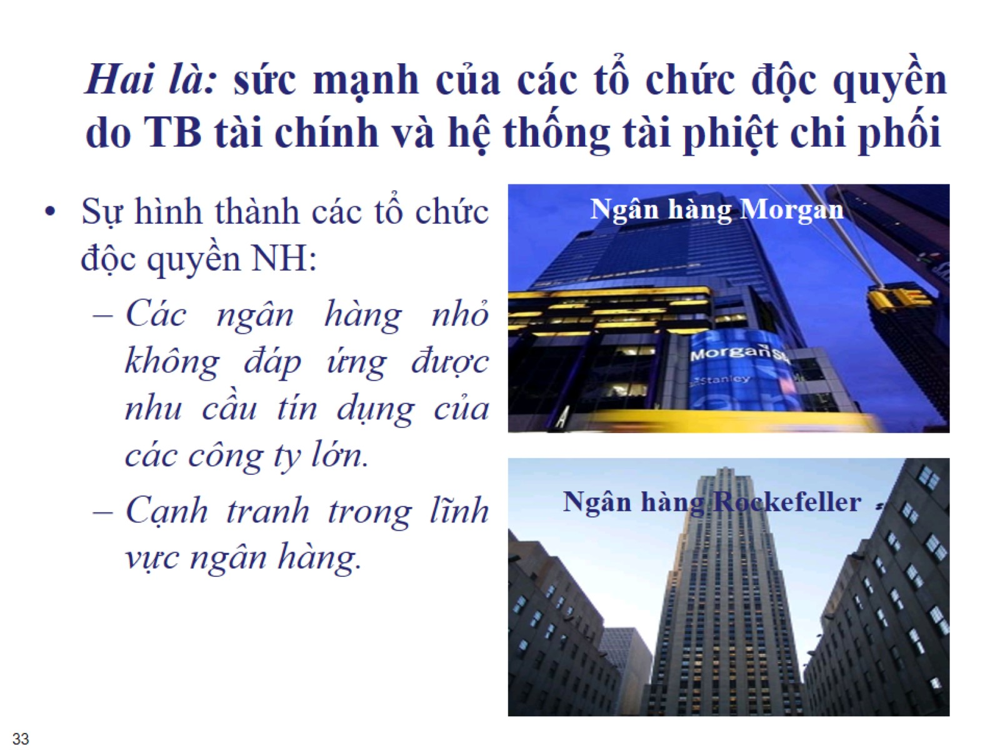 Hai là: sức mạnh của các tổ chức độc quyền
do TB tài chính và hệ thống tài phiệt chi phối
• Sự hình thành các tổ chức
độc quyền NH:
– Các ngân hàng nhỏ
không đáp ứng được
nhu cầu tín dụng của
các công ty lớn.
– Cạnh tranh trong lĩnh
vực ngân hàng.
Ngân hàng Morgan
Morgan
Stanley
Ngân hàng Rockefeller
33